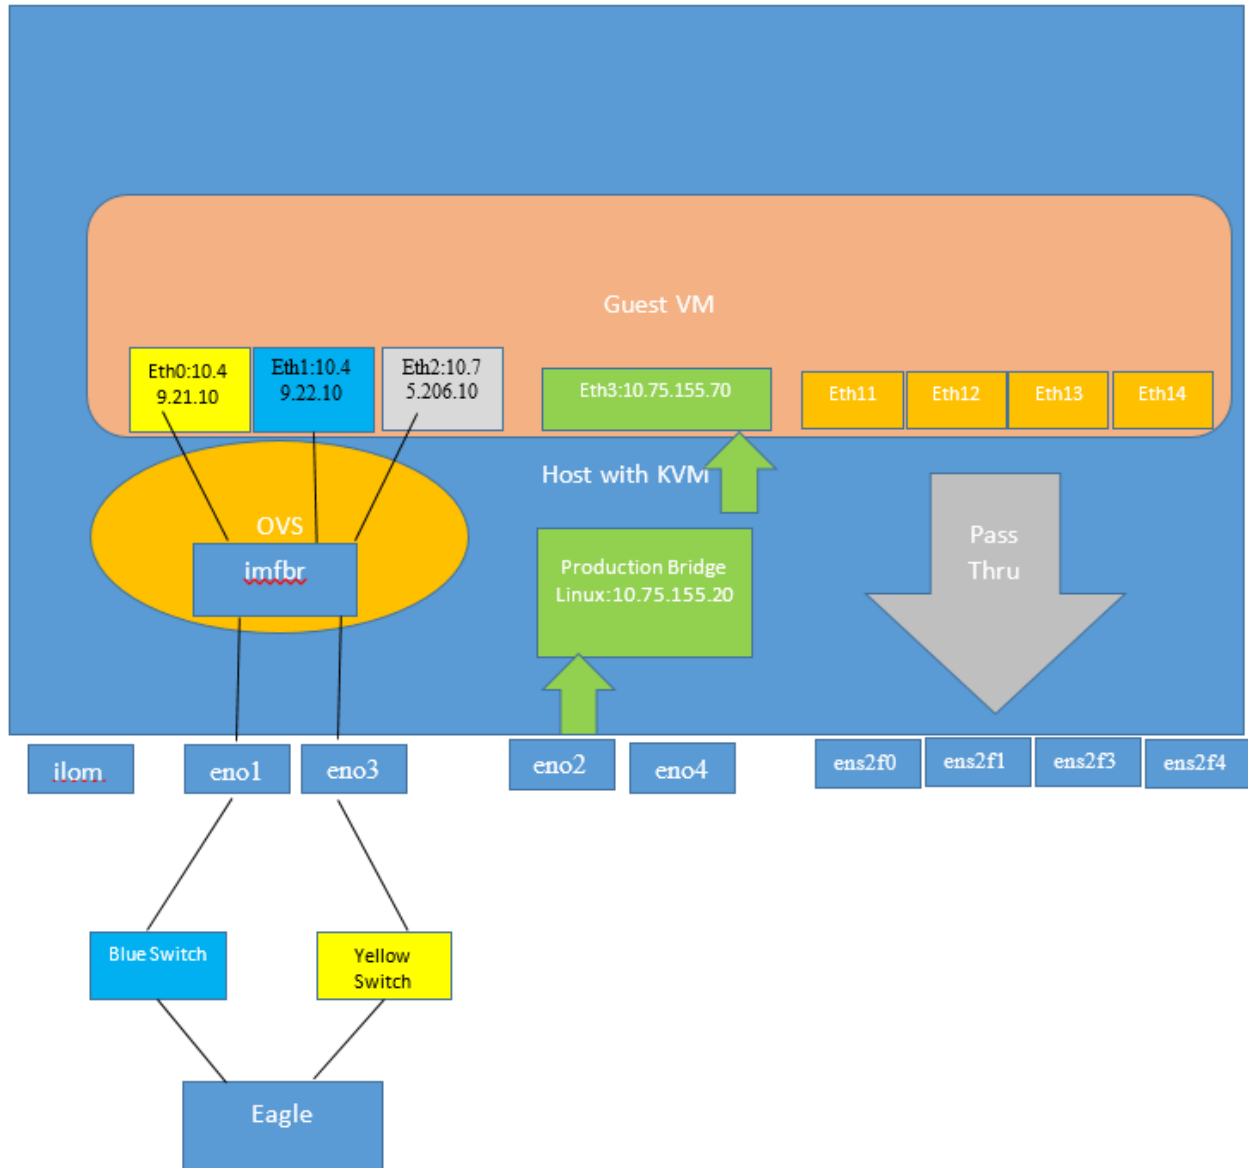 Guest VM
Eth0:10.4
9.21.10
Eth1:10.4
9.22.10
Eth2:10.7
5.206.10
Eth3:10.75.155.70
Eth11
Eth12
Eth13
Eth14
Host with KVM
OVS
imfbr
Production Bridge
Linux:10.75.155.20
Pass
Thru
ilom
eno1
eno3
eno2
eno4
ens2f0
ens2f1
ens2f3
ens2f4
Blue Switch
Yellow
Switch
Eagle